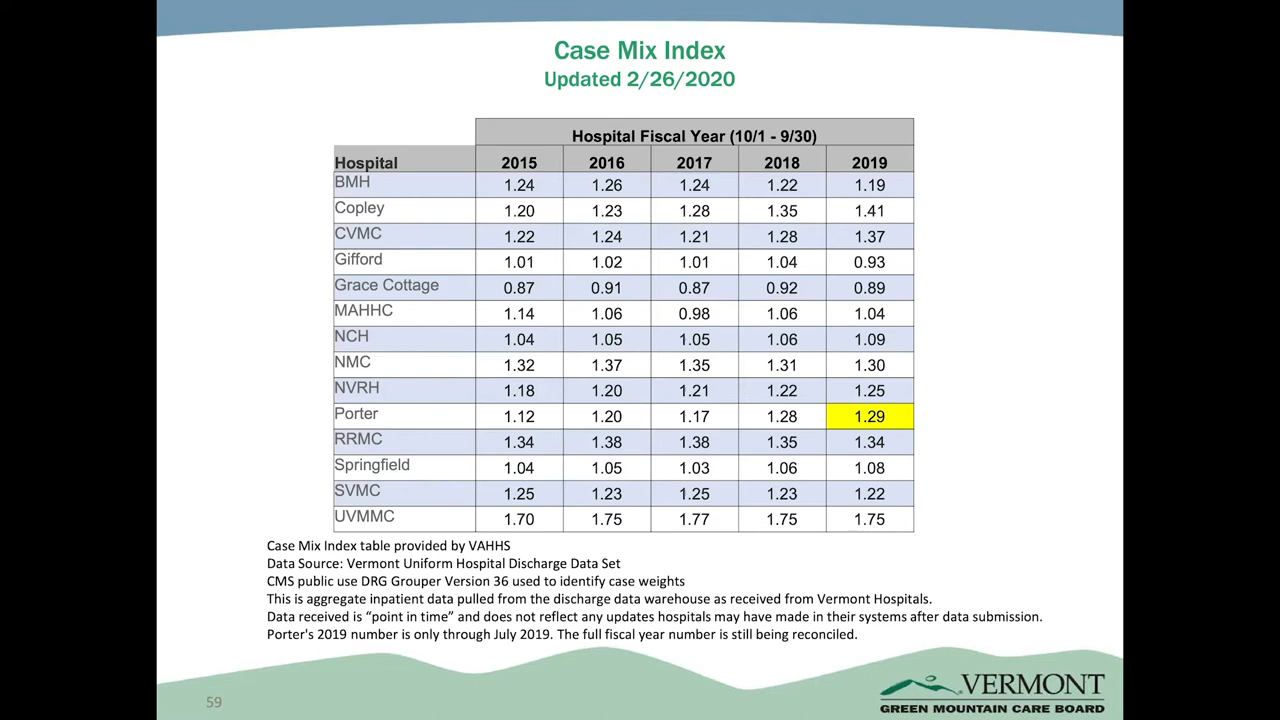 Case Mix Index
Updated 2/26/2020
Hospital Fiscal Year (10/1 - 9/30)
Hospital 2015 2016 2017 2018 2019
BMH 1.24 1.26 1.24 1.22 1.19
Copley 1.20 1.23 1.28 1.35 1.41
CVMC 1.22 1.24 1.21 1.28 1.37
Gifford 1.01 1.02 1.01 1.04 0.93
Grace Cottage 0.87 0.91 0.87 0.92 0.89
MAHHC 1.14 1.06 0.98 1.06 1.04
NCH 1.04 1.05 1.05 1.06 1.09
NMC 1.32 1.37 1.35 1.31 1.30
NVRH 1.18 1.20 1.21 1.22 1.25
Porter 1.12 1.20 1.17 1.28 1.29
RRMC 1.34 1.38 1.38 1.35 1.34
Springfield 1.04 1.05 1.03 1.06 1.08
SVMC 1.25 1.23 1.25 1.23 1.22
UVMMC 1.70 1.75 1.77 1.75 1.75
Case Mix Index table provided by VAHHS
Data Source: Vermont Uniform Hospital Discharge Data Set
CMS public use DRG Grouper Version 36 used to identify case weights
This is aggregate inpatient data pulled from the discharge data warehouse as received from Vermont Hospitals.
Data received is “point in time” and does not reflect any updates hospitals may have made in their systems after data submission.
Porter's 2019 number is only through July 2019. The full fiscal year number is still being reconciled.
59
VERMONT
GREEN MOUNTAIN CARE BOARD